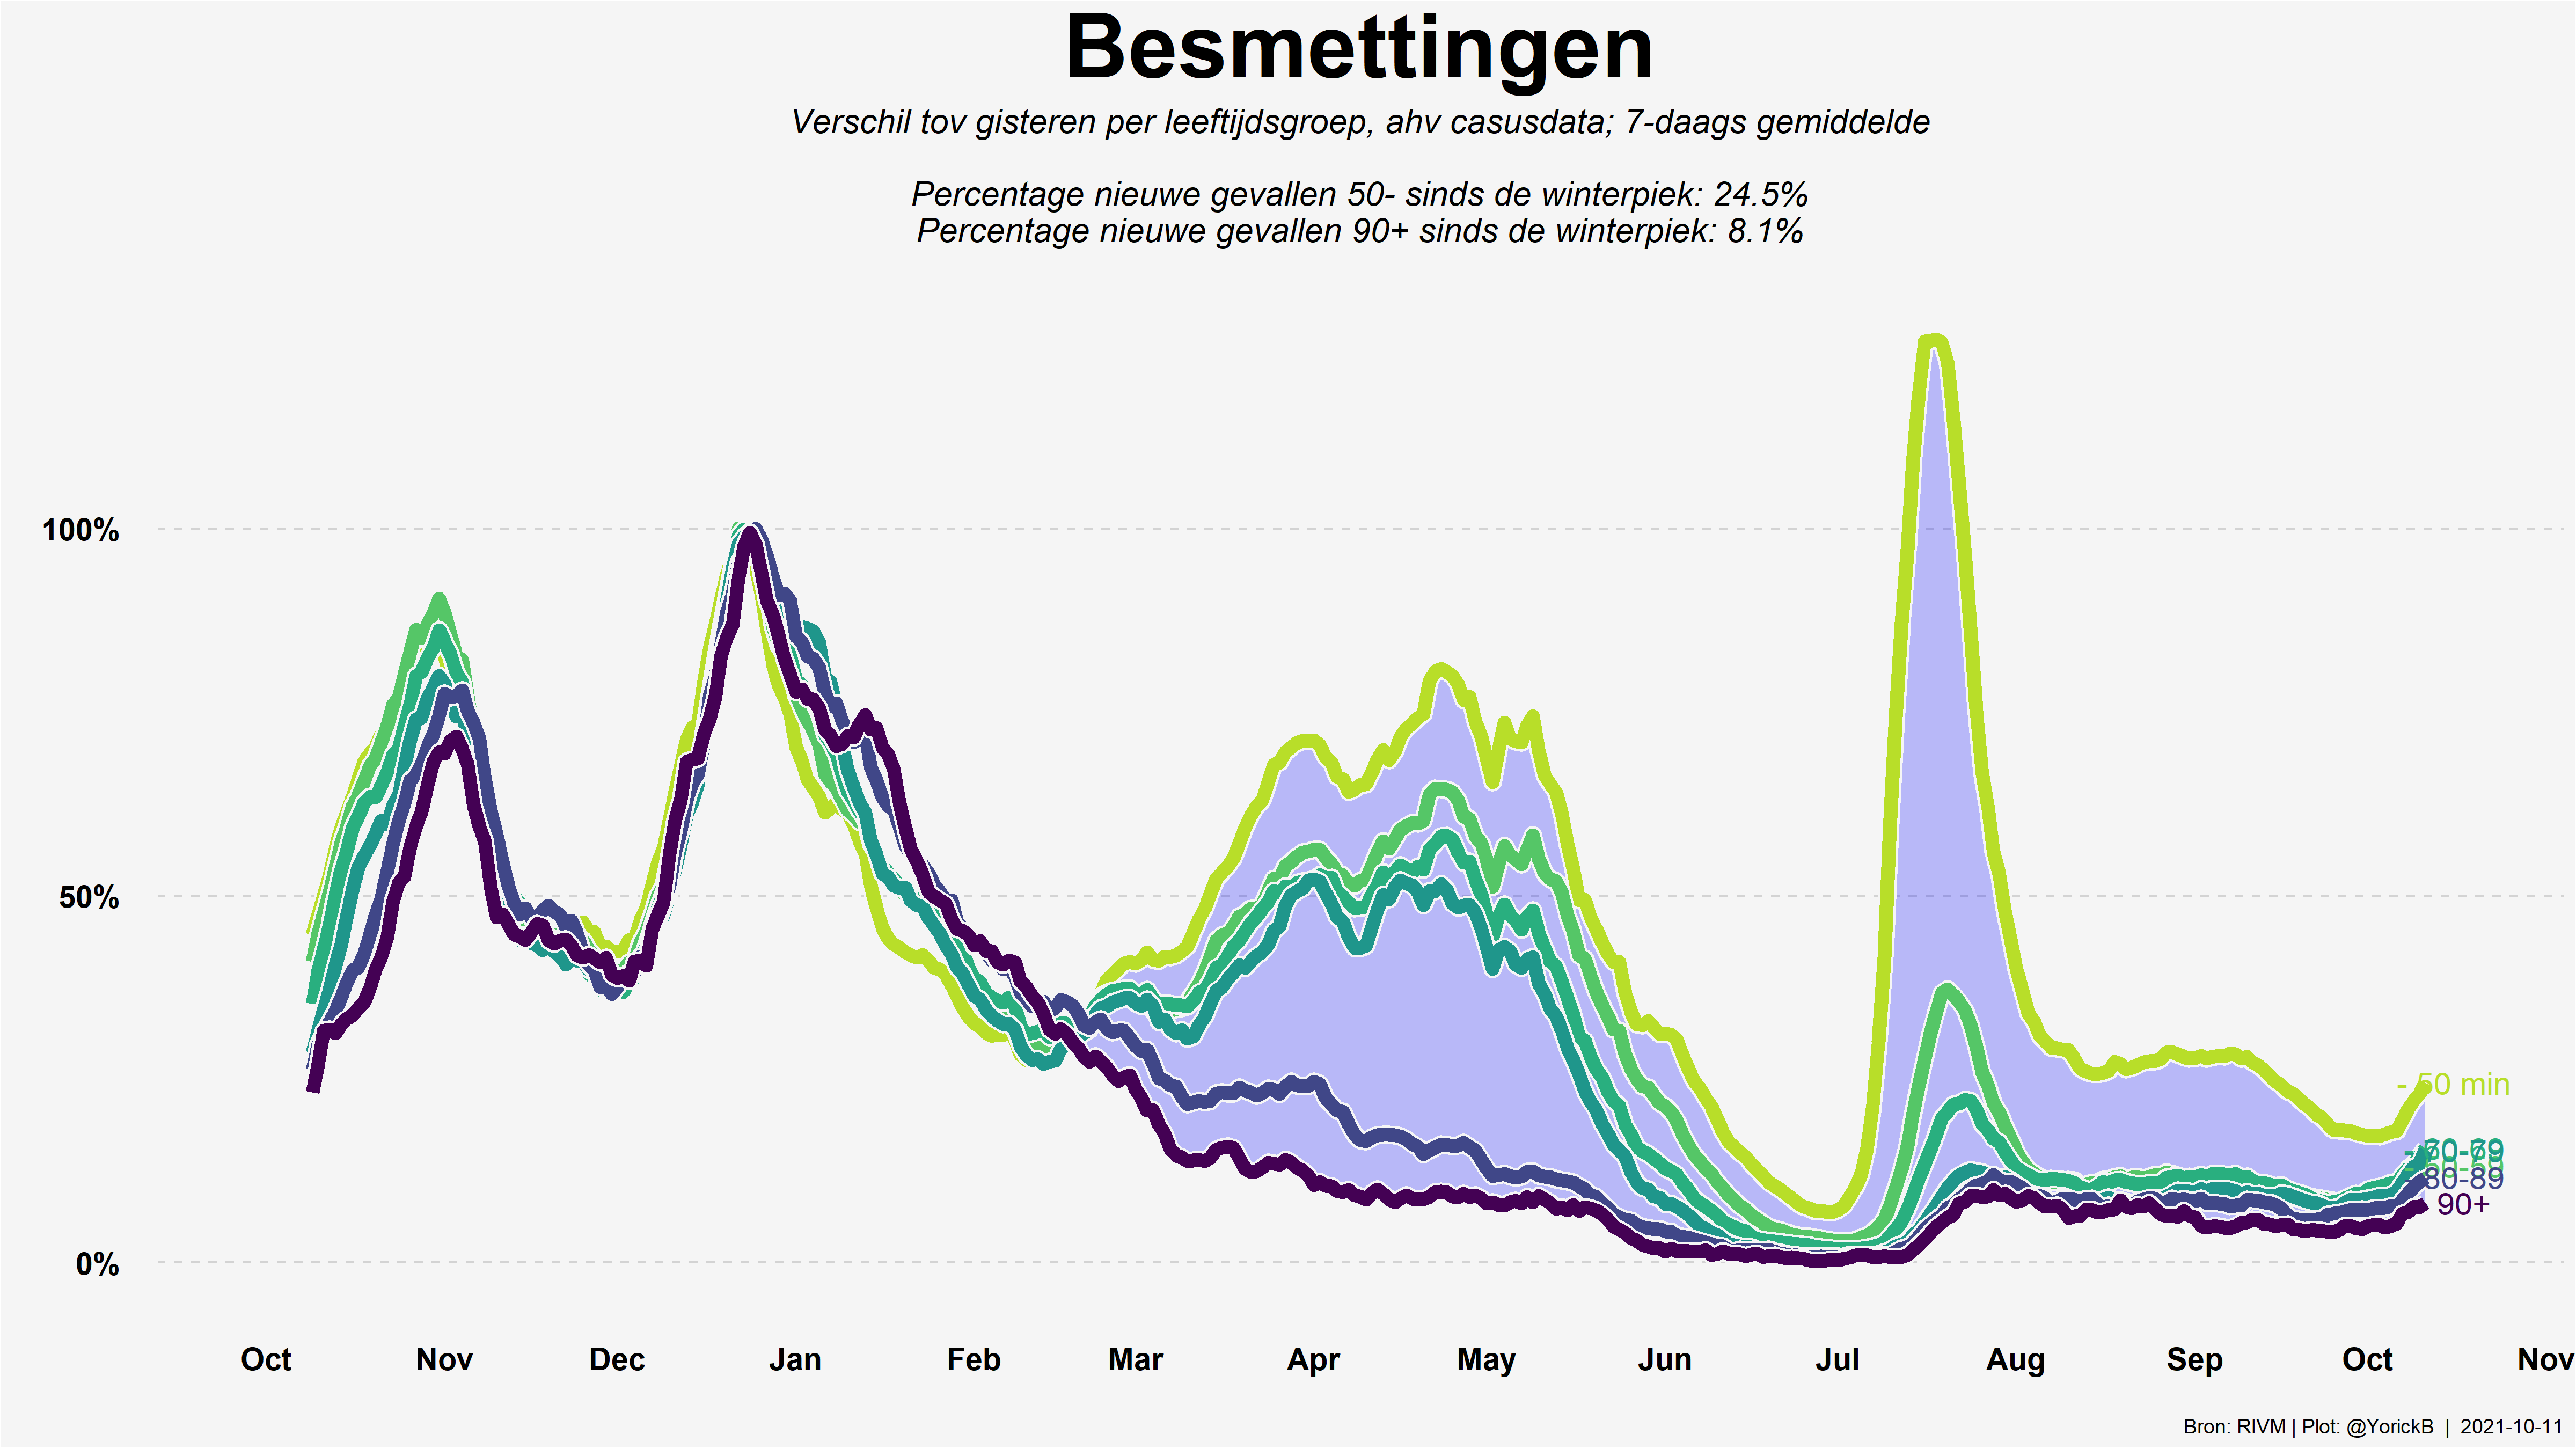 Besmettingen
Verschil tov gisteren per leeftijdsgroep, ahv casusdata; 7-daags gemiddelde
Percentage nieuwe gevallen 50- sinds de winterpiek: 24.5%
Percentage nieuwe gevallen 90+ sinds de winterpiek: 8.1%
100%
50%
0%
- 50 min
80-89
90+
Oct Nov Dec Jan Feb Mar Apr May Jun Jul Aug Sep Oct Nov
Bron: RIVM | Plot: @YorickB | 2021-10-11